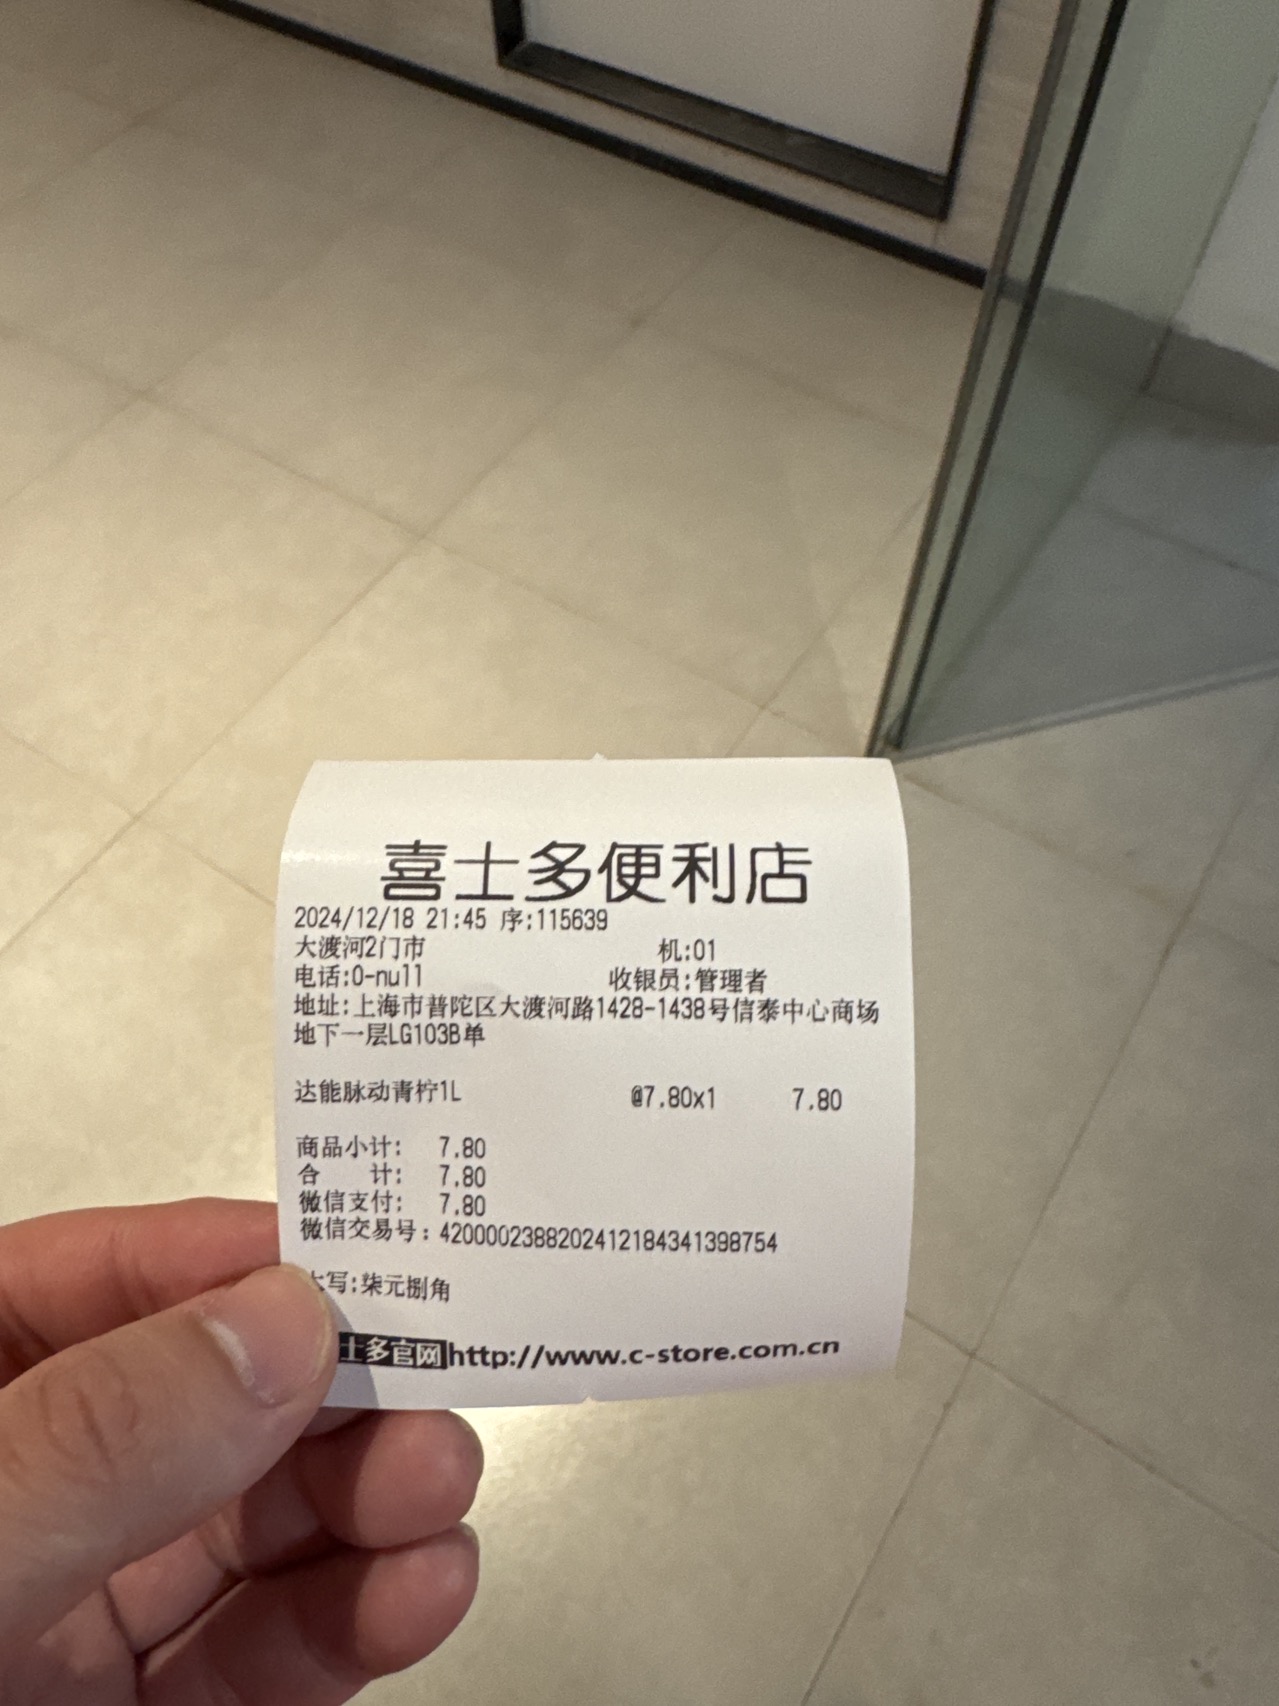 喜士多便利店
2024/12/18 21:45 序:115639
大渡河2门市 机:01
电话:0-null 收银员:管理者
地址:上海市普陀区大渡河路1428-1438号信泰中心商场
地下一层LG103B单
达能脉动青柠1L @7.80x1 7.80
商品小计: 7.80
合 计: 7.80
微信支付: 7.80
微信交易号:4200002388202412184341398754
大写:柒元捌角
士多官网http://www.c-store.com.cn